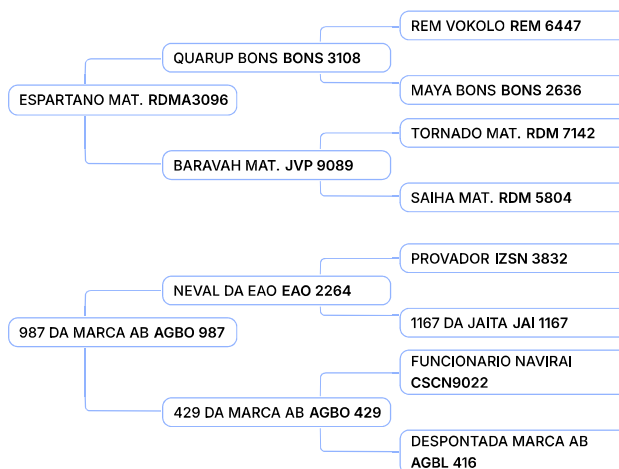 REM VOKOLO REM 6447
QUARUP BONS BONS 3108
MAYA BONS BONS 2636
ESPARTANO MAT. RDMA3096
TORNADO MAT. RDM 7142
BARAVAH MAT. JVP 9089
SAIHA MAT. RDM 5804
PROVADOR IZSN 3832
NEVAL DA EAO EAO 2264
1167 DA JAITA JAI 1167
987 DA MARCA AB AGBO 987
FUNCIONARIO NAVIRAI
CSCN9022
429 DA MARCA AB AGBO 429
DESPONTADA MARCA AB
AGBL 416